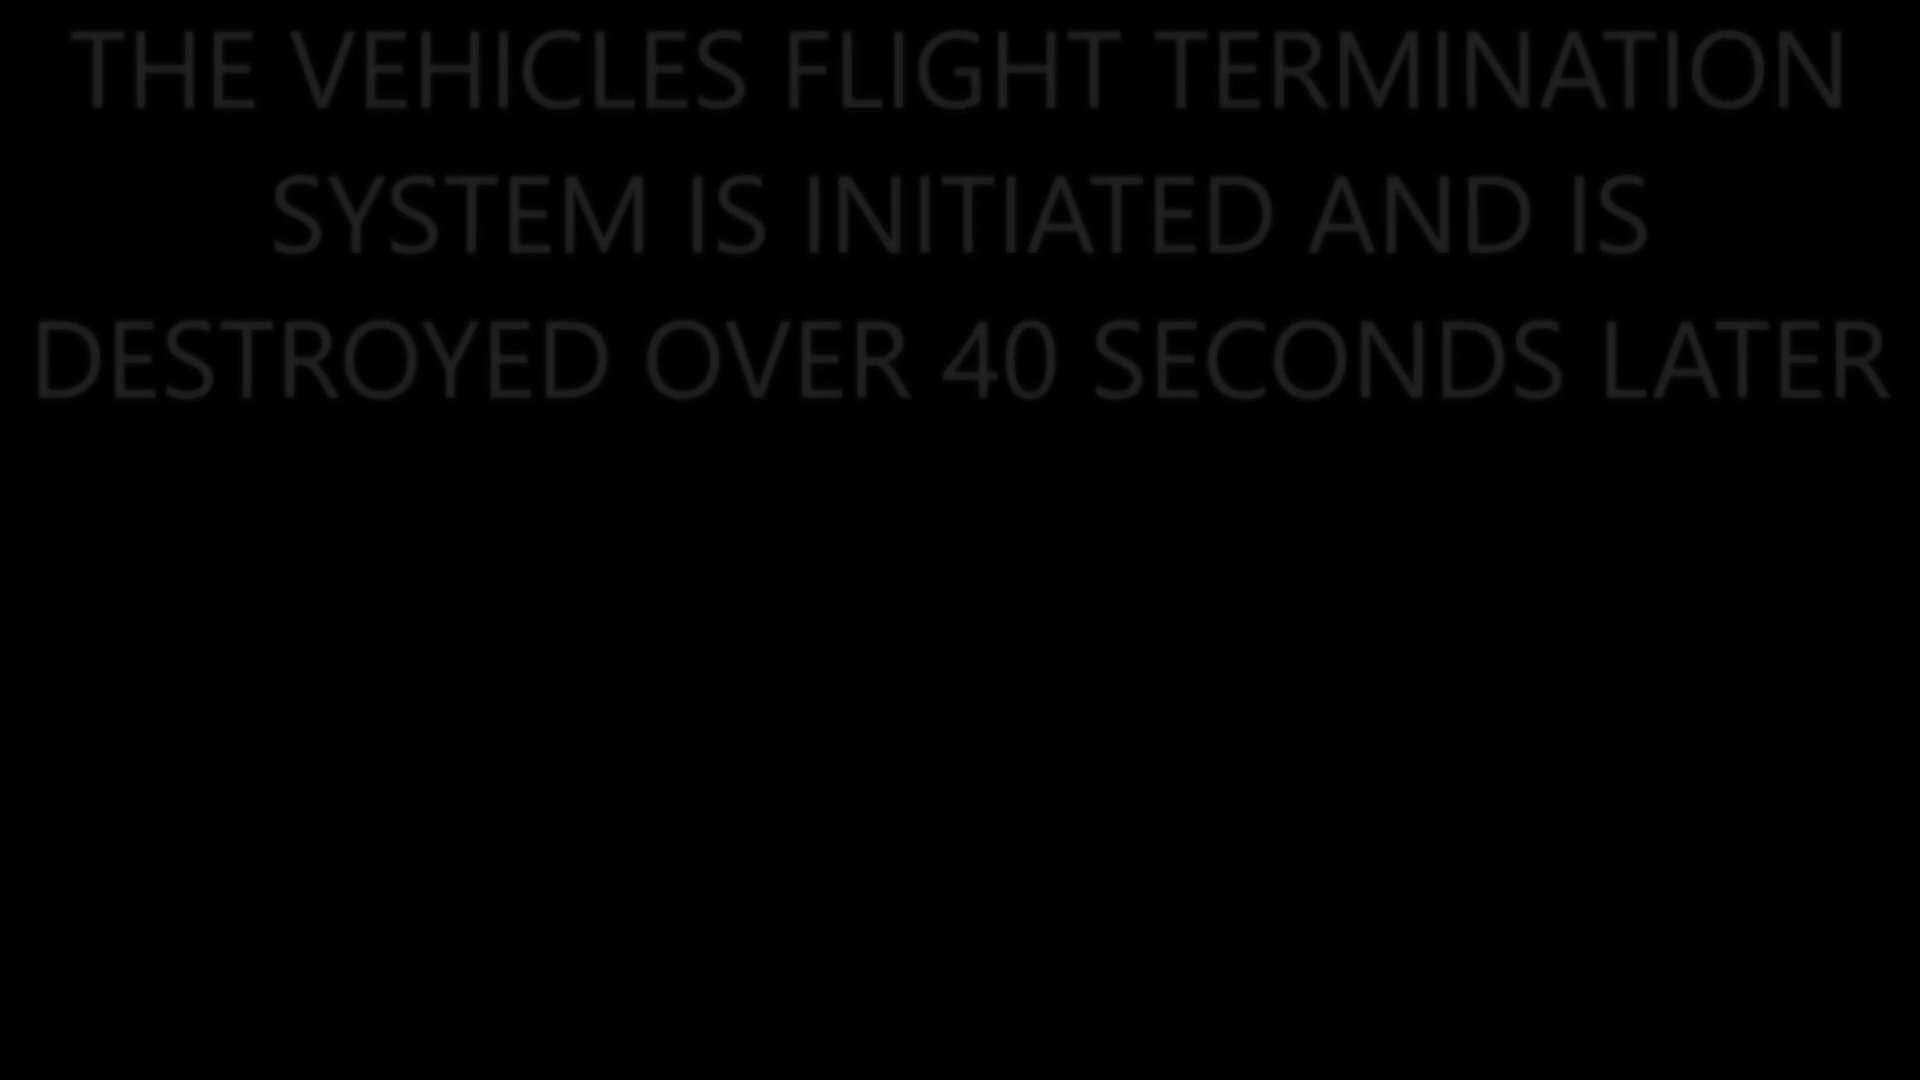 THE VEHICLES FLIGHT TERMINATION
SYSTEM IS INITIATED AND IS
DESTROYED OVER 40 SECONDS LATER